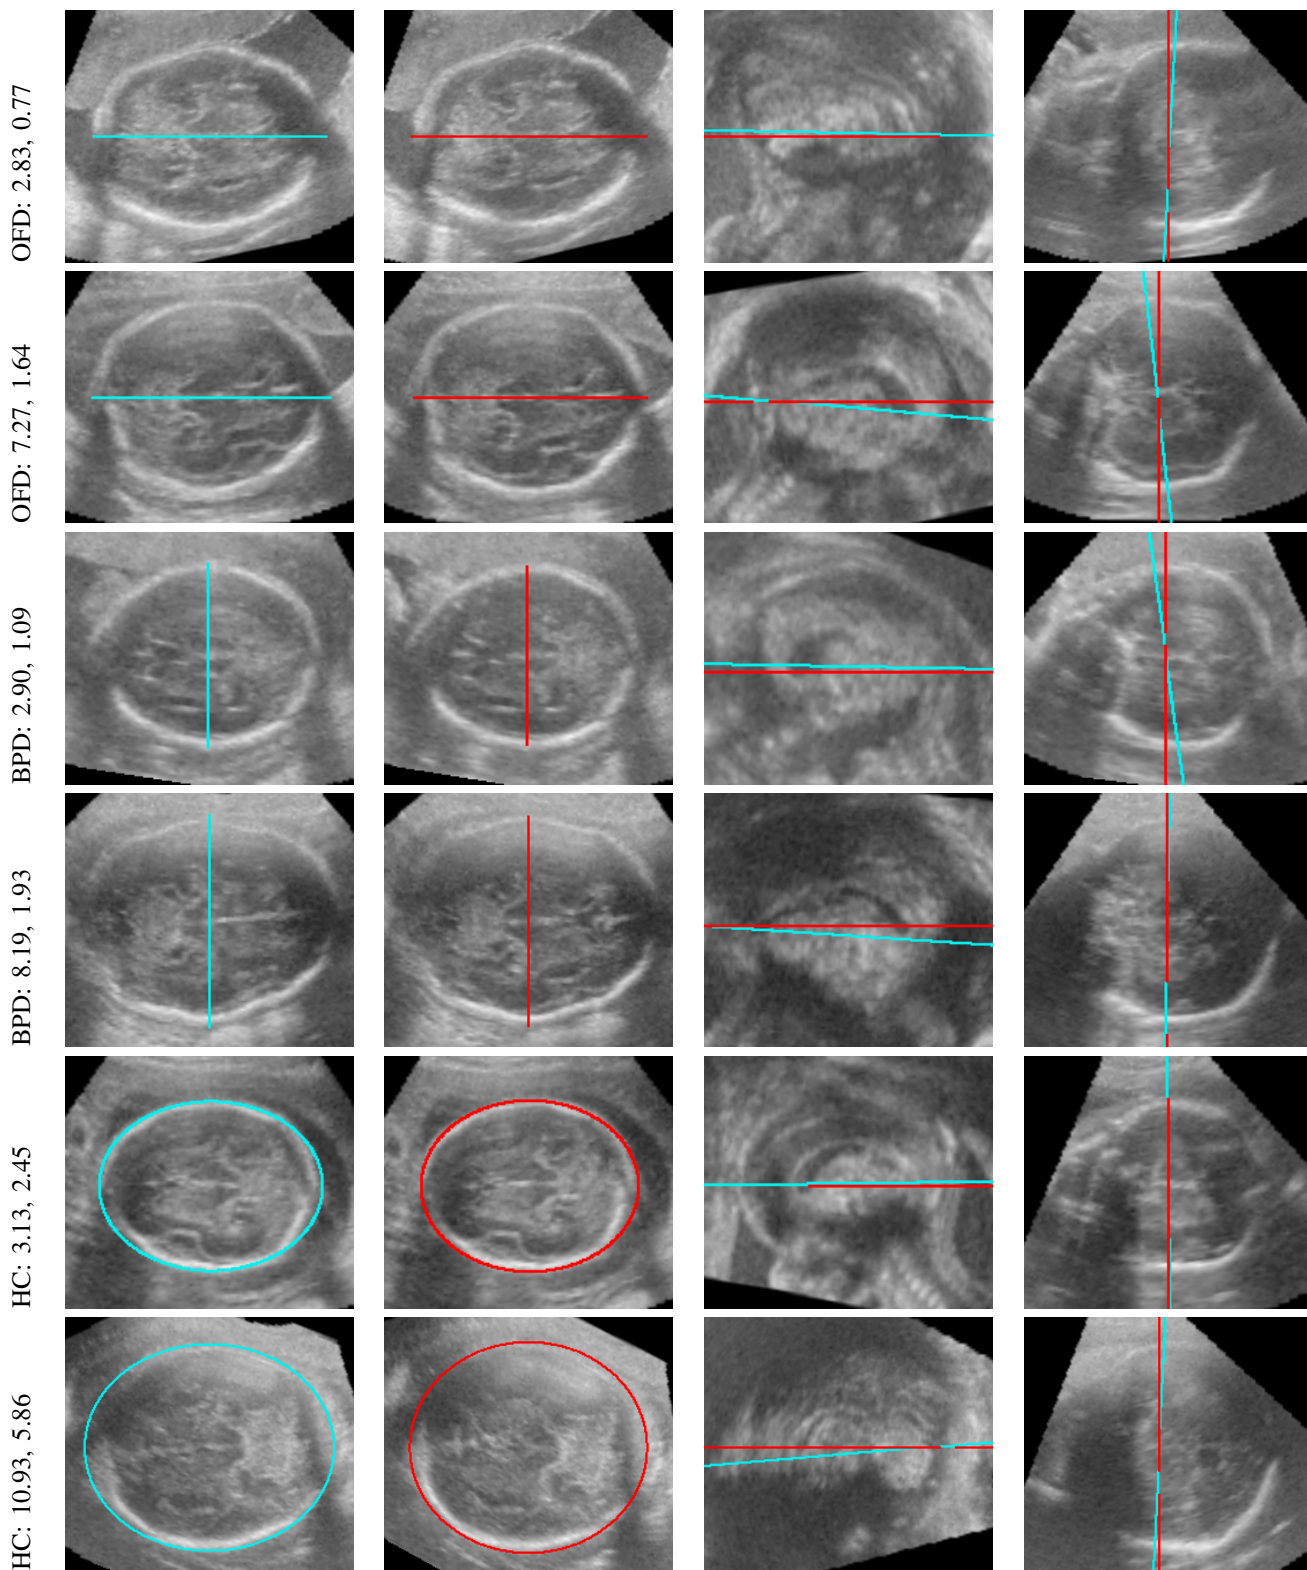 OFD: 2.83, 0.77
OFD: 7.27, 1.64
BPD: 2.90, 1.09
BPD: 8.19, 1.93
HC: 3.13, 2.45
HC: 10.93, 5.86